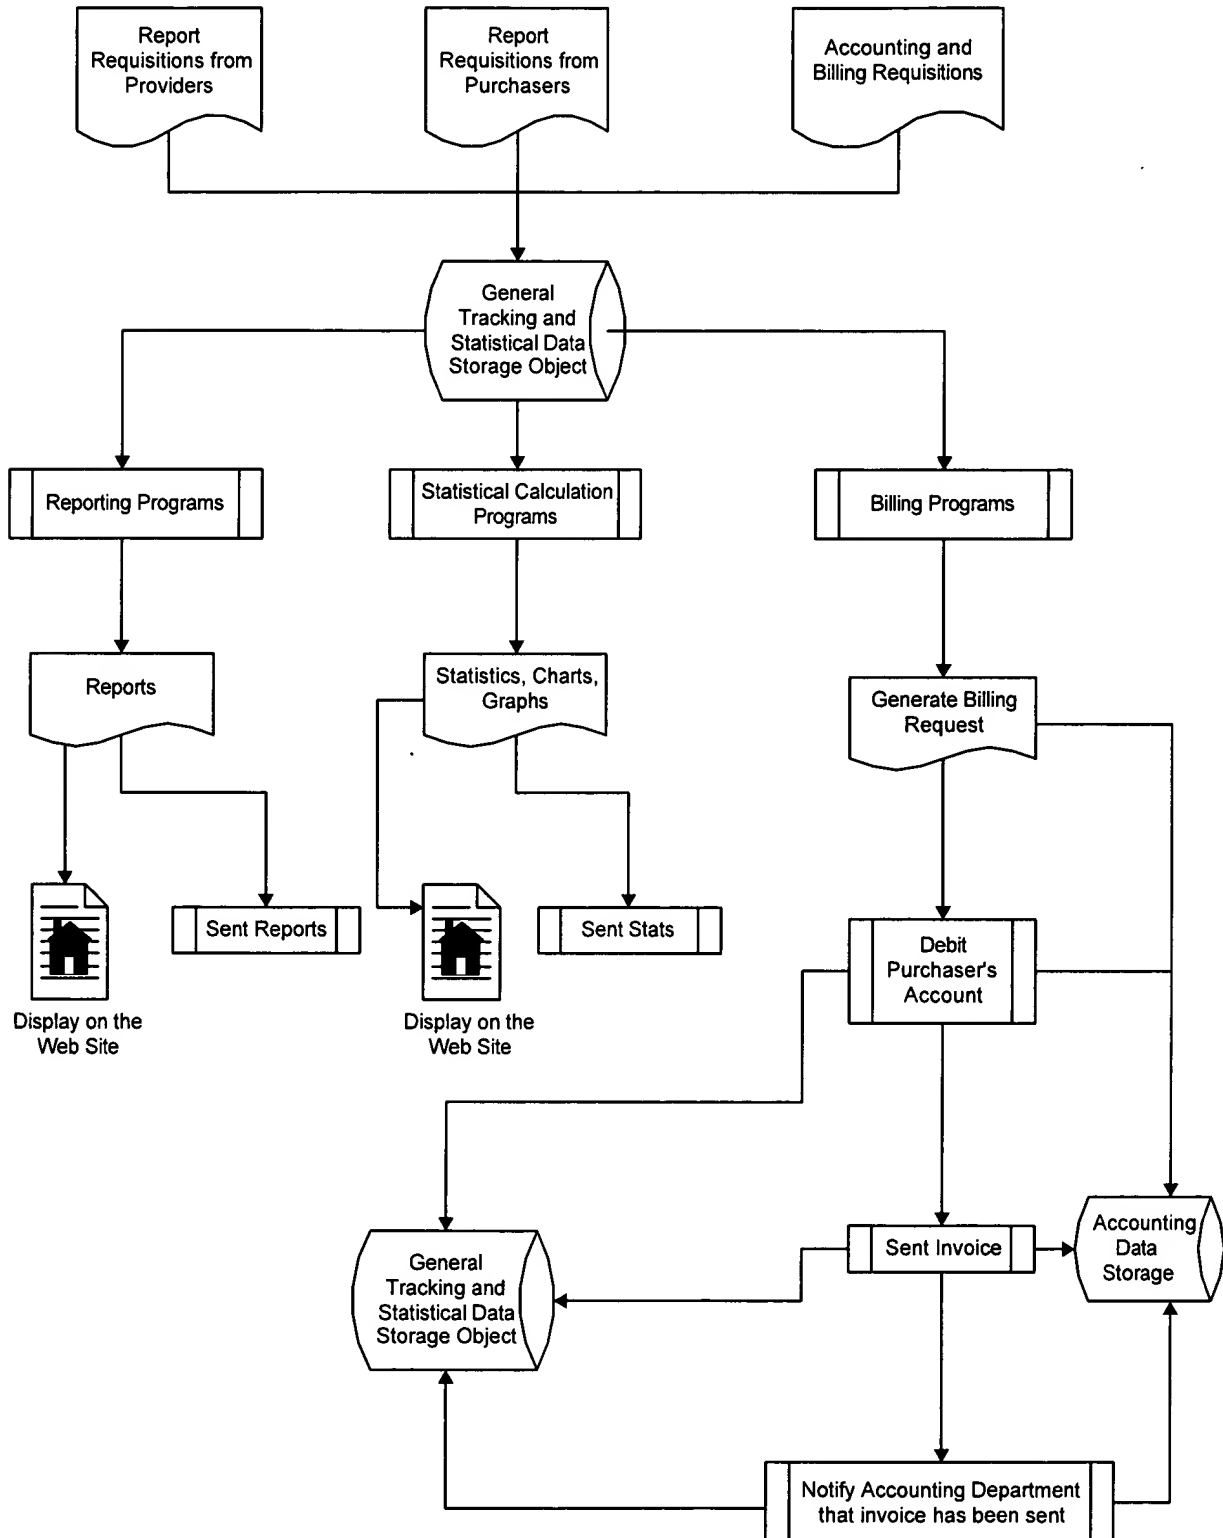 Report
Requisitions from
Providers
Report
Requisitions from
Purchasers
Accounting and
Billing Requisitions
General
Tracking and
Statistical Data
Storage Object
Reporting Programs
Statistical Calculation
Programs
Billing Programs
Reports
Statistics, Charts,
Graphs
Generate Billing
Request
Sent Reports
Sent Stats
Debit
Purchaser's
Account
Display on the
Web Site
Display on the
Web Site
General
Tracking and
Statistical Data
Storage Object
Sent Invoice
Accounting
Data
Storage
Notify Accounting Department
that invoice has been sent